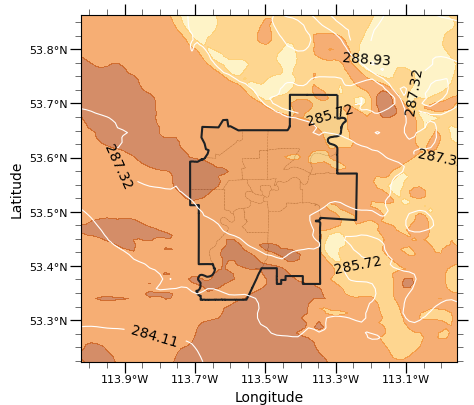 53.8°N
53.7°N
53.6°N
53.5°N
53.4°N
53.3°N
Latitude
288.93
287.32
285.72
287.3
287.32
285.72
284.11
113.9°W 113.7°W 113.5°W 113.3°W 113.1°W
Longitude